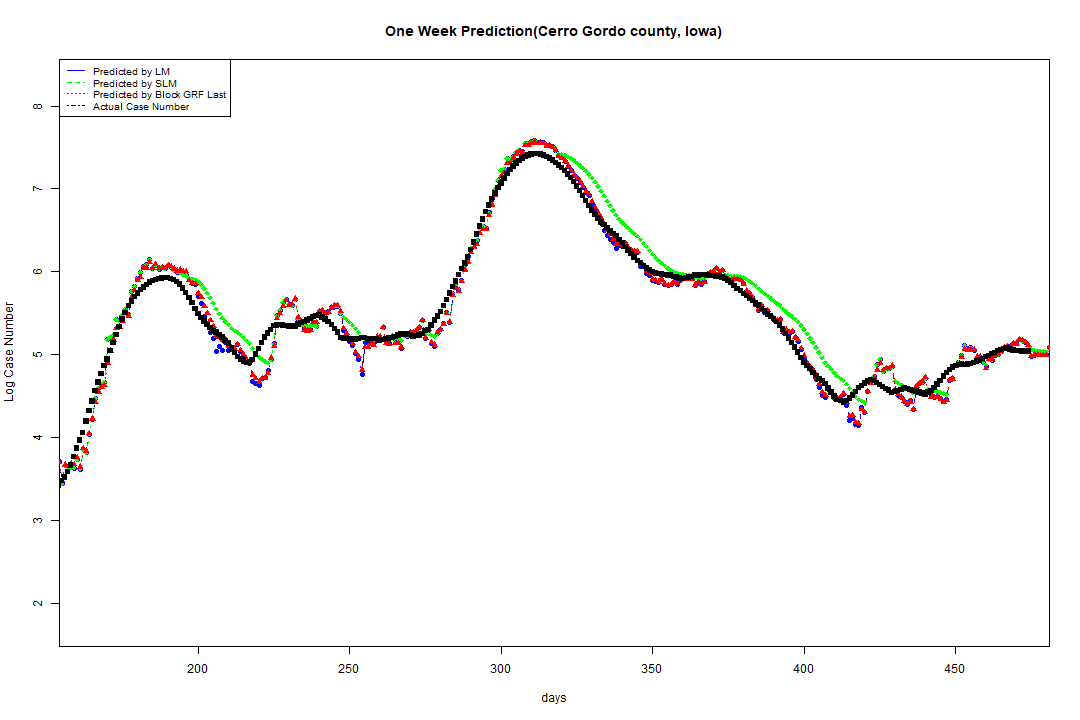 One Week Prediction(Cerro Gordo county, Iowa)
Predicted by LM
Predicted by SLM
Predicted by Block GRF Last
Actual Case Number
Log Case Number
8
7
6
5
4
3
2
200 250 300 350 400 450
days